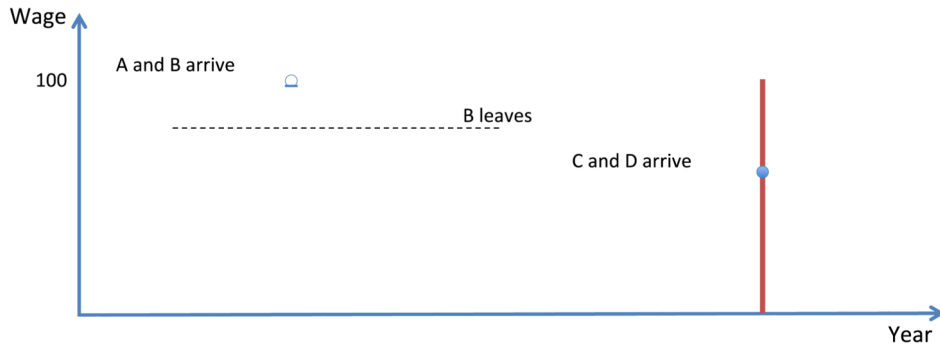 Wage
A and B arrive
100
B leaves
C and D arrive
Year